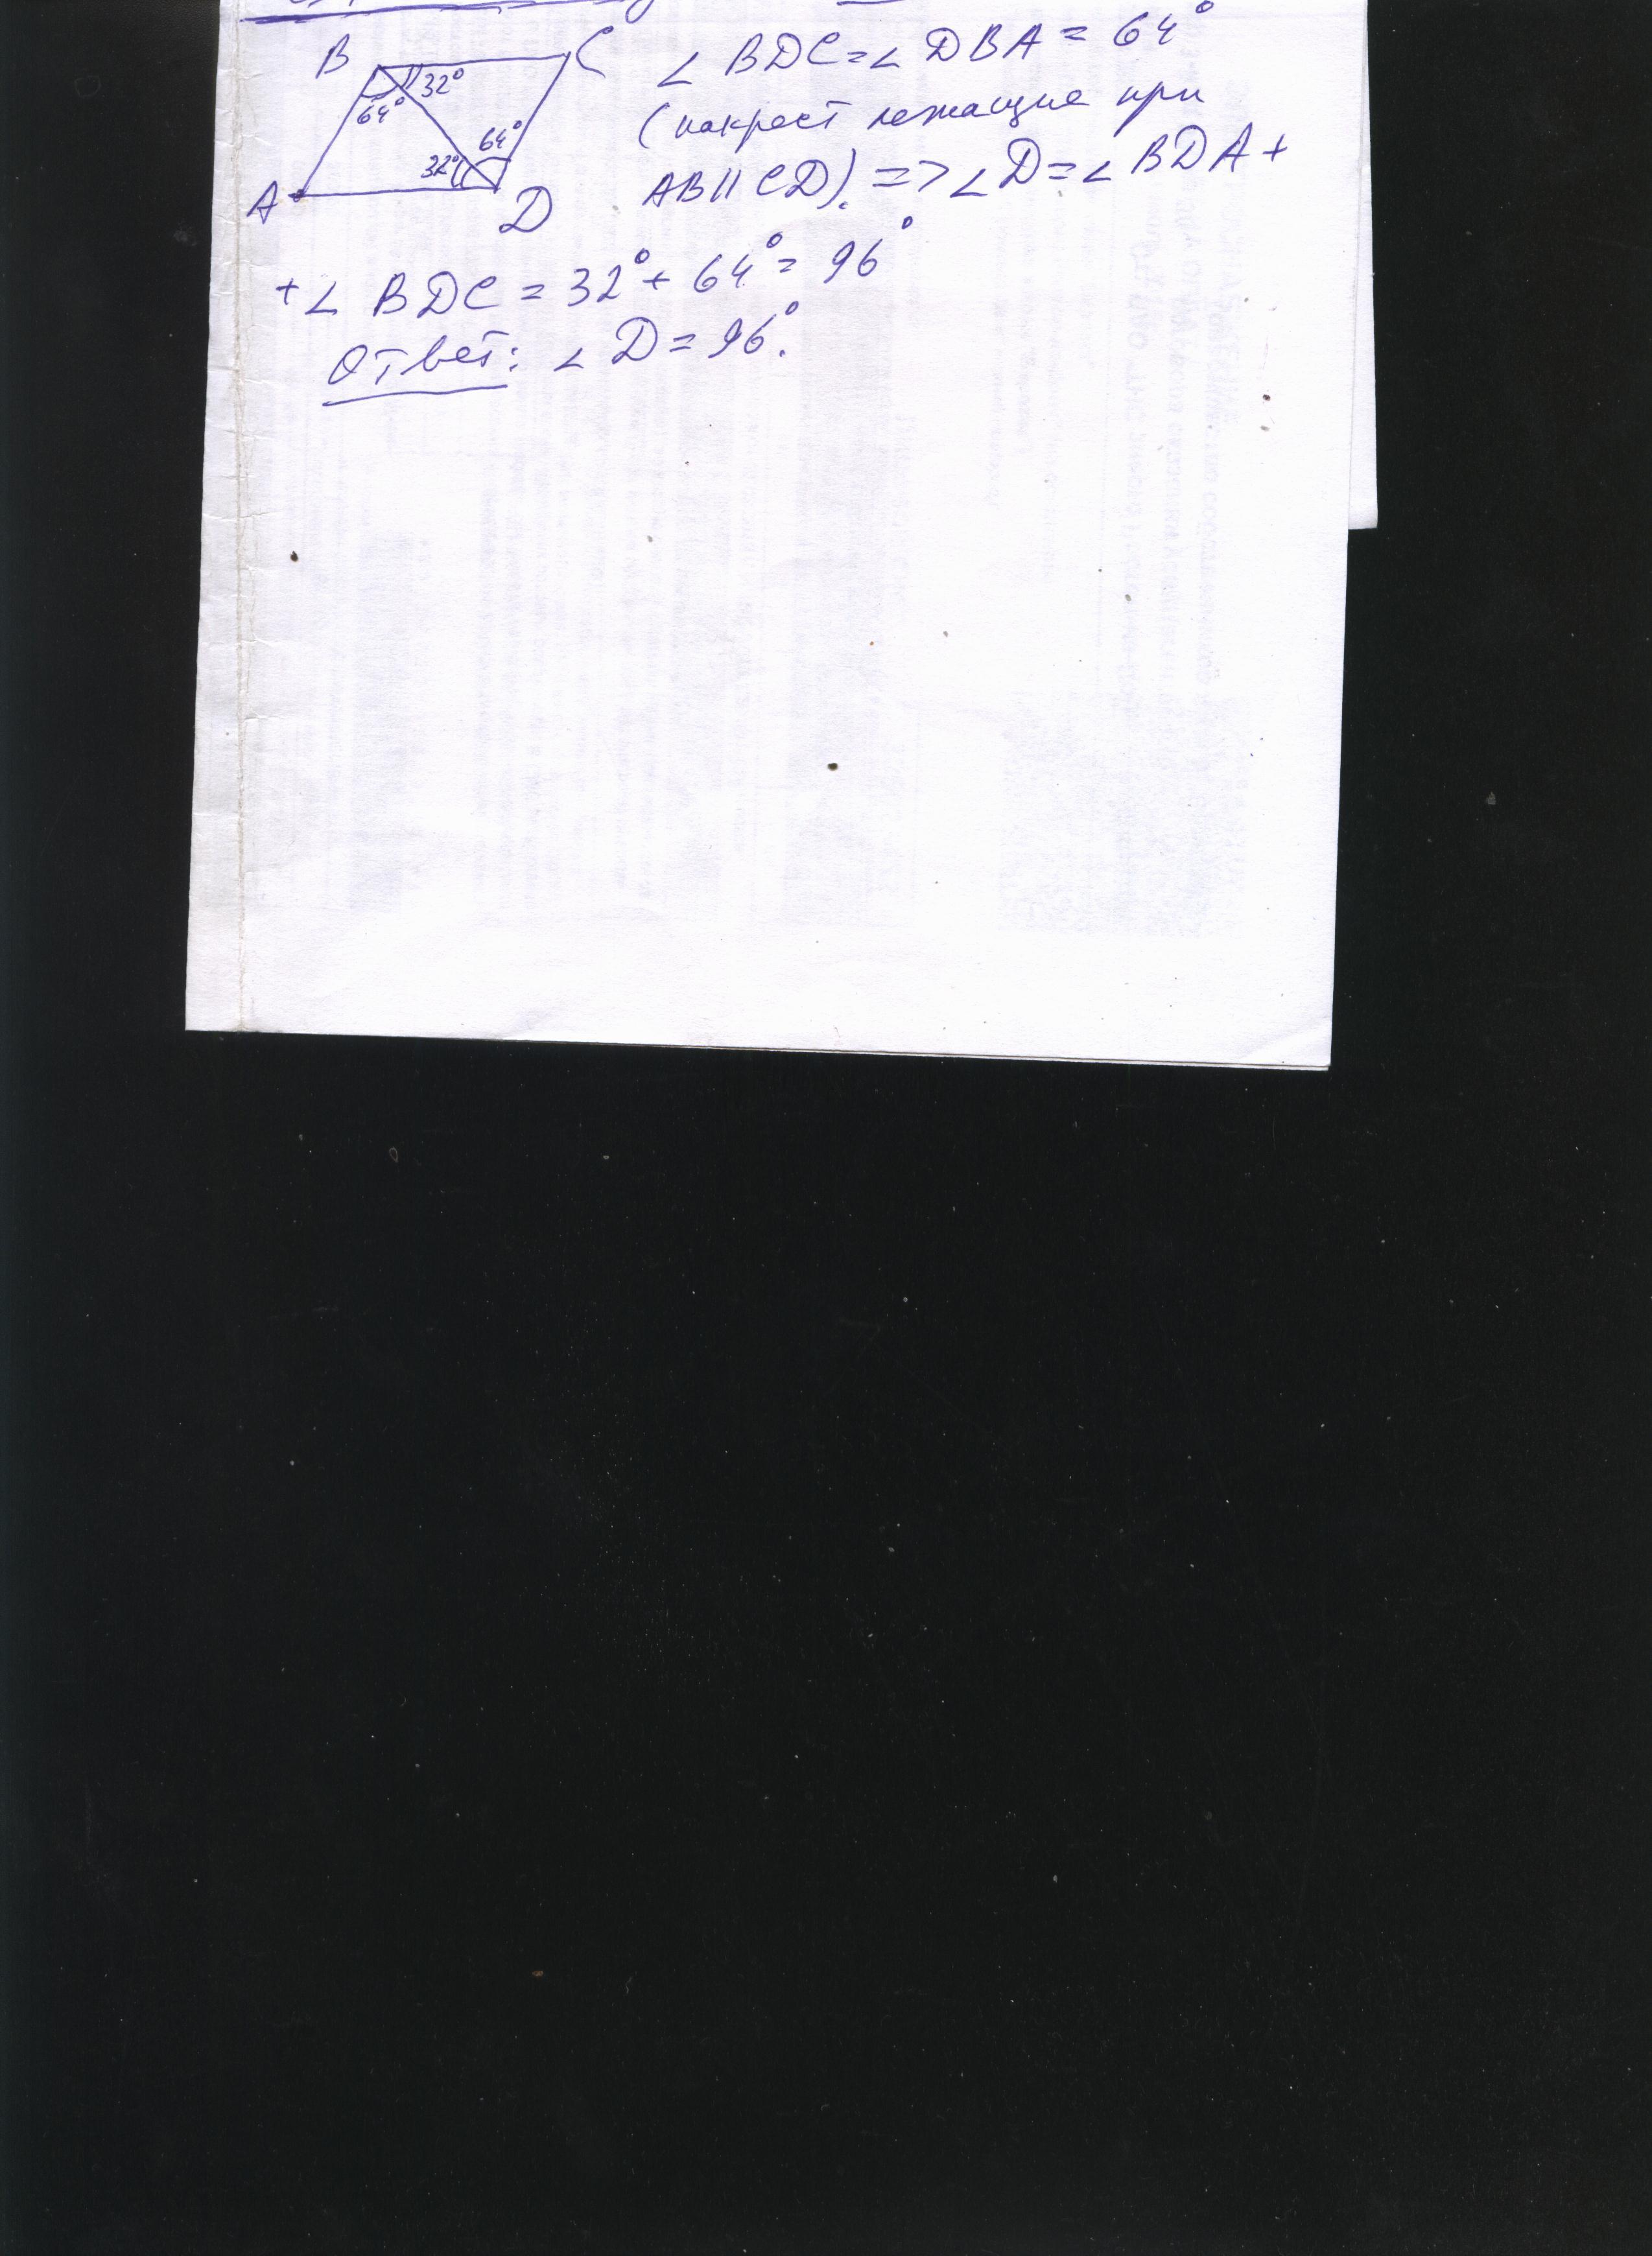 B
C
32°
64°
64°
32°
A
D
∠ BDC = ∠ DBA = 64°
(накрест лежащие при
AB || CD). => ∠ D = ∠ BDA +
+ ∠ BDC = 32° + 64° = 96°
Ответ: ∠ D = 96°.